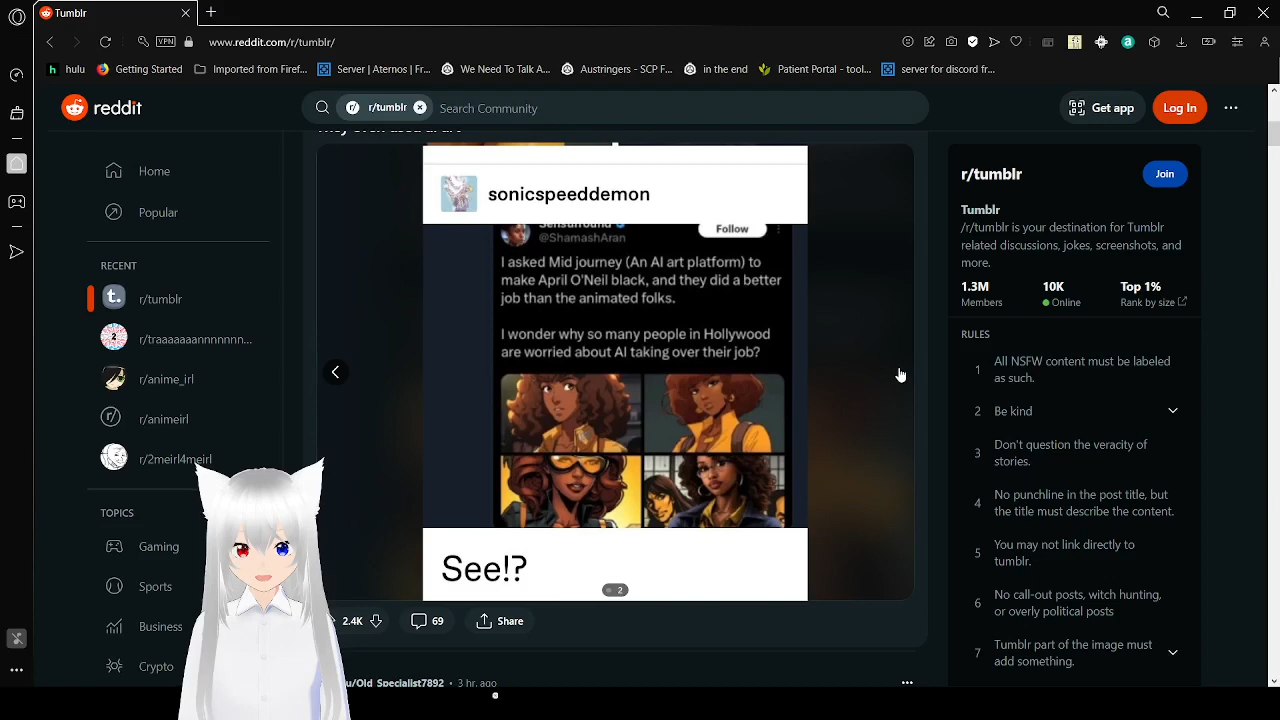 Tumblr
VPN
www.reddit.com/r/tumblr/
hulu
Getting Started
Imported from Firef...
Server | Aternos | Fr...
We Need To Talk A...
Austringers - SCP F...
in the end
Patient Portal - tool...
server for discord fr...
reddit
r/tumblr
Search Community
Get app
Log In
Home
Popular
RECENT
r/tumblr
r/traaaaaaannnnnnn...
r/anime_irl
r/animeirl
r/2meirl4meirl
TOPICS
Gaming
Sports
Business
Crypto
sonicspeeddemon
@ShamashAran
Follow
I asked Mid journey (An AI art platform) to
make April O'Neil black, and they did a better
job than the animated folks.
I wonder why so many people in Hollywood
are worried about AI taking over their job?
See!?
2
2.4K
69
Share
u/Old_Specialist7892 • 3 hr. ago
r/tumblr
Join
Tumblr
/r/tumblr is your destination for Tumblr
related discussions, jokes, screenshots, and
more.
1.3M
Members
10K
Online
Top 1%
Rank by size
RULES
1
All NSFW content must be labeled
as such.
2
Be kind
3
Don't question the veracity of
stories.
4
No punchline in the post title, but
the title must describe the content.
5
You may not link directly to
tumblr.
6
No call-out posts, witch hunting,
or overly political posts
7
Tumblr part of the image must
add something.